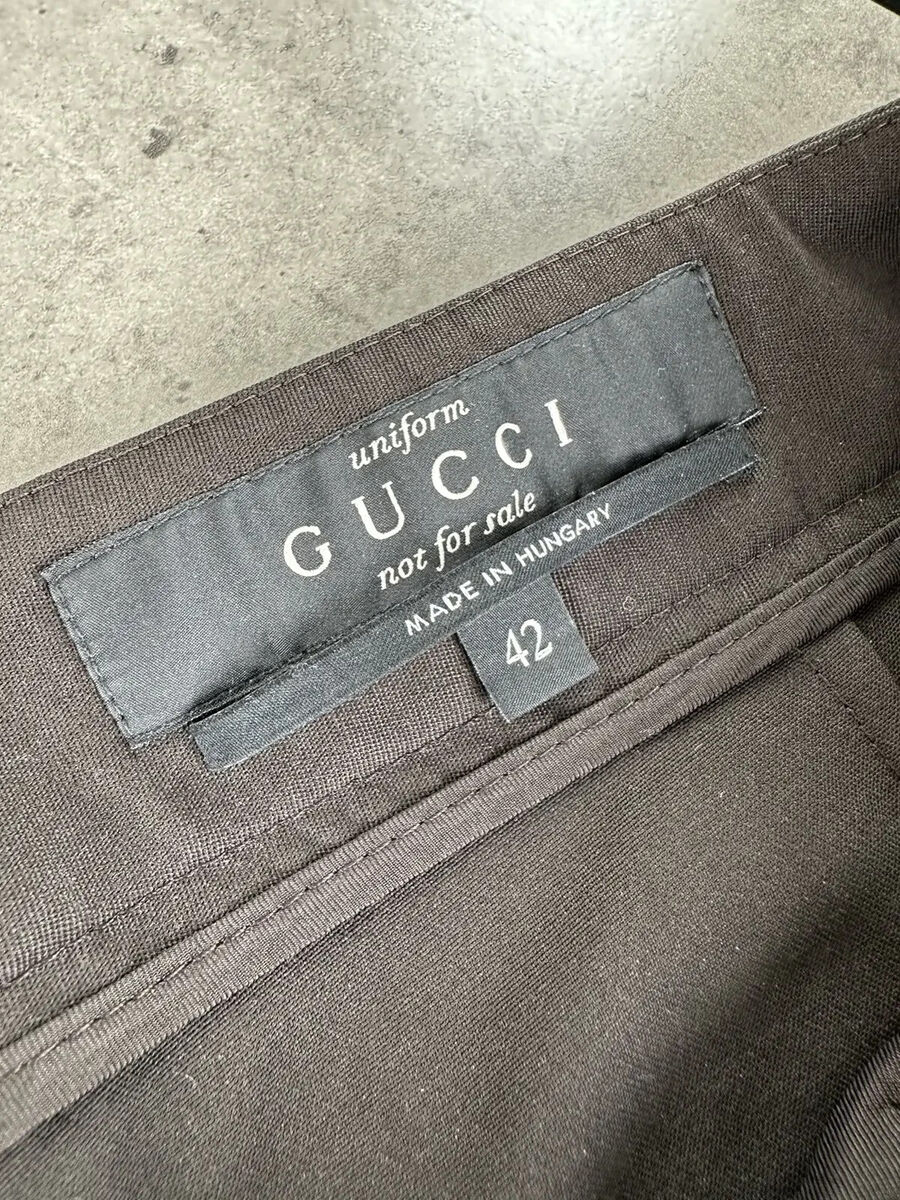 uniform
GUCCI
not for sale
MADE IN HUNGARY
42